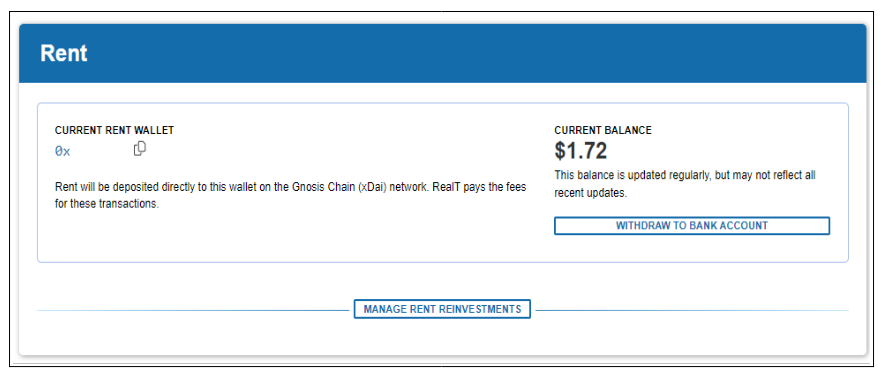 Rent
CURRENT RENT WALLET
0x
Rent will be deposited directly to this wallet on the Gnosis Chain (xDai) network. RealT pays the fees
for these transactions.
CURRENT BALANCE
$1.72
This balance is updated regularly, but may not reflect all
recent updates.
WITHDRAW TO BANK ACCOUNT
MANAGE RENT REINVESTMENTS